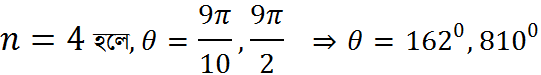 n = 4 হলে, θ = 9π/10, 9π/2 ⇒ θ = 162⁰, 810⁰